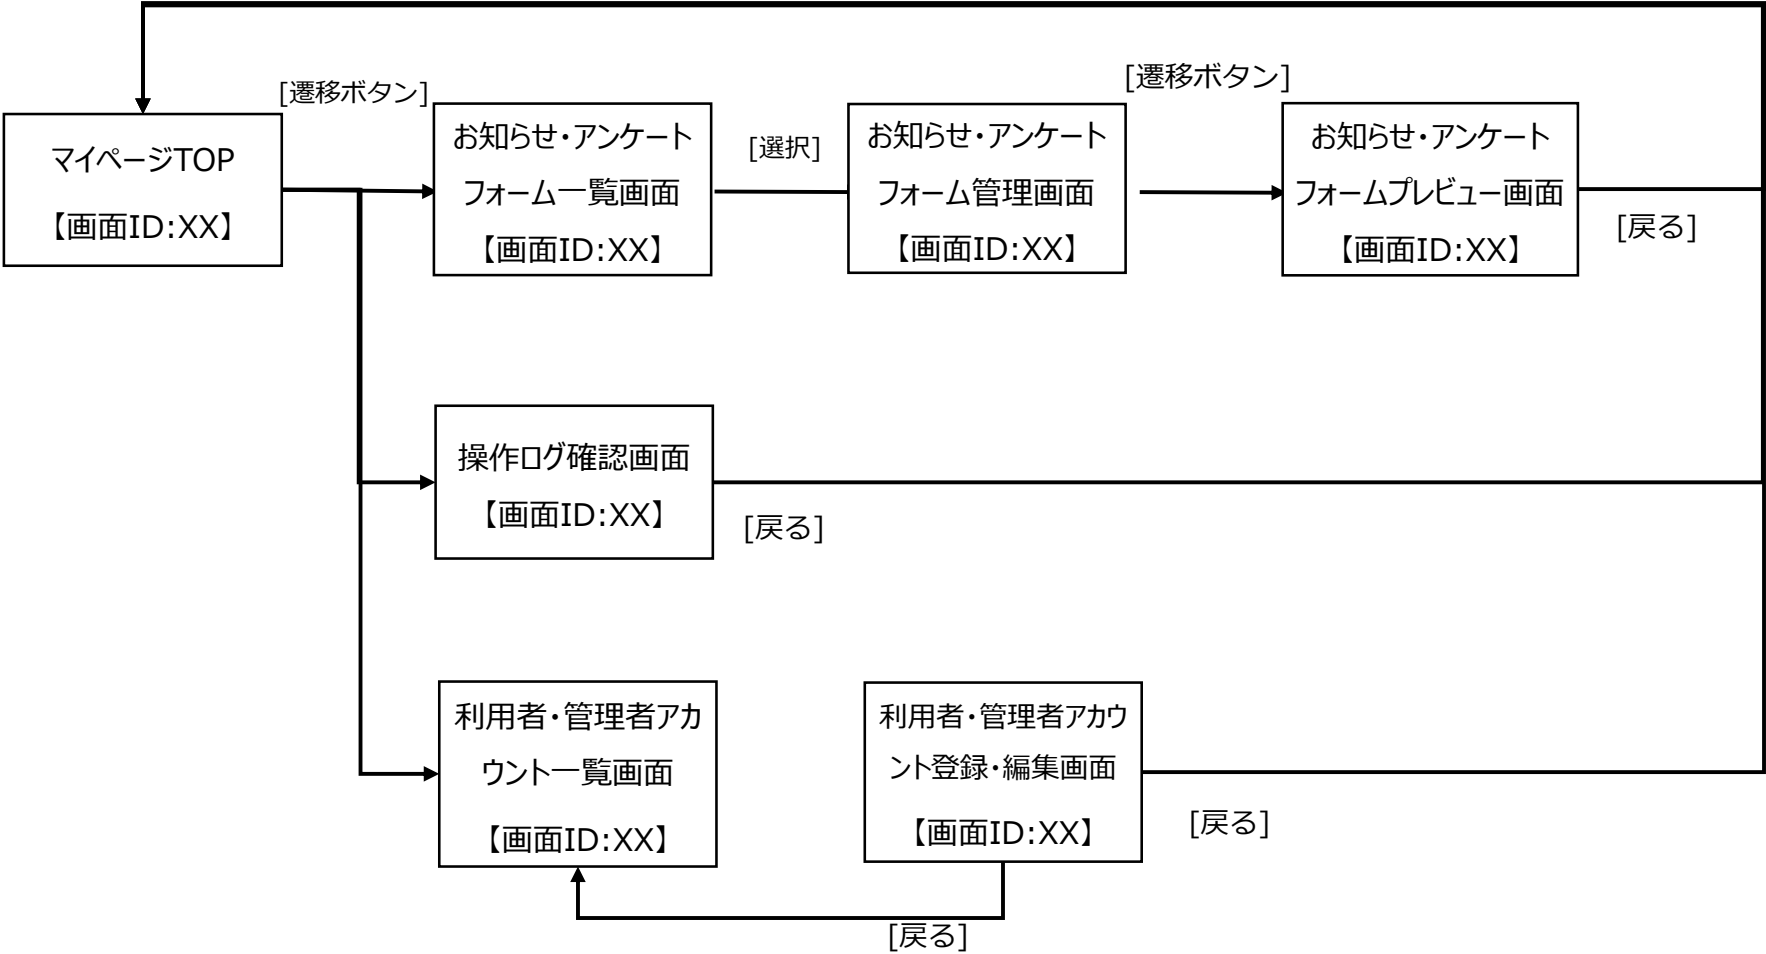 [遷移ボタン]
[遷移ボタン]
マイページTOP
【画面ID:XX】
お知らせ・アンケート
フォーム一覧画面
【画面ID:XX】
[選択]
お知らせ・アンケート
フォーム管理画面
【画面ID:XX】
お知らせ・アンケート
フォームプレビュー画面
【画面ID:XX】
[戻る]
操作ログ確認画面
【画面ID:XX】
[戻る]
利用者・管理者アカ
ウント一覧画面
【画面ID:XX】
利用者・管理者アカウ
ント登録・編集画面
【画面ID:XX】
[戻る]
[戻る]